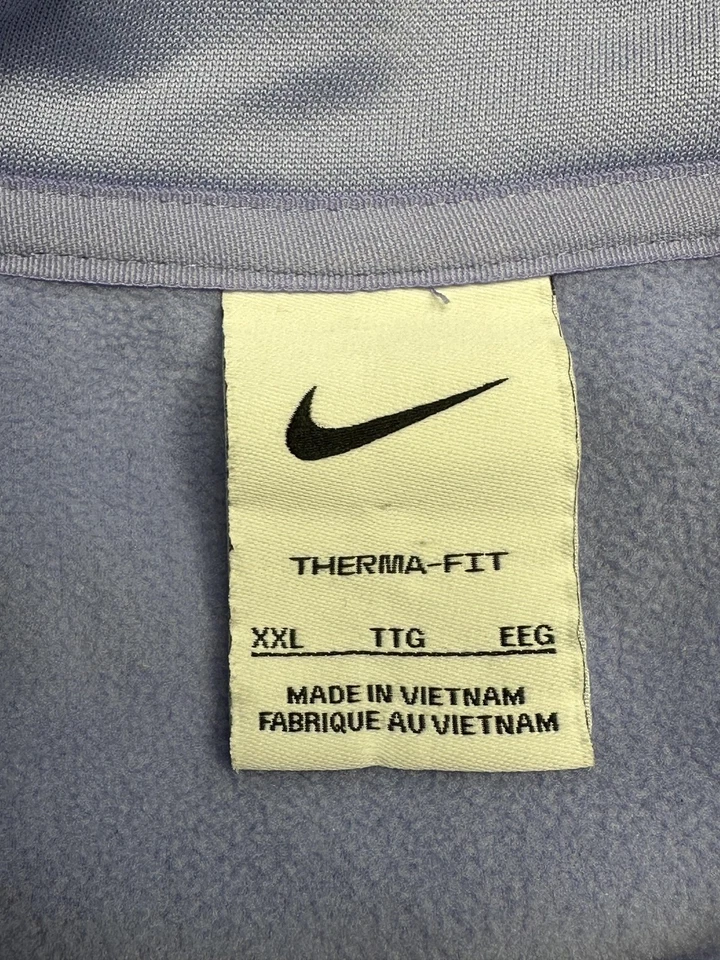 THERMA-FIT
XXL TTG EEG
MADE IN VIETNAM
FABRIQUE AU VIETNAM